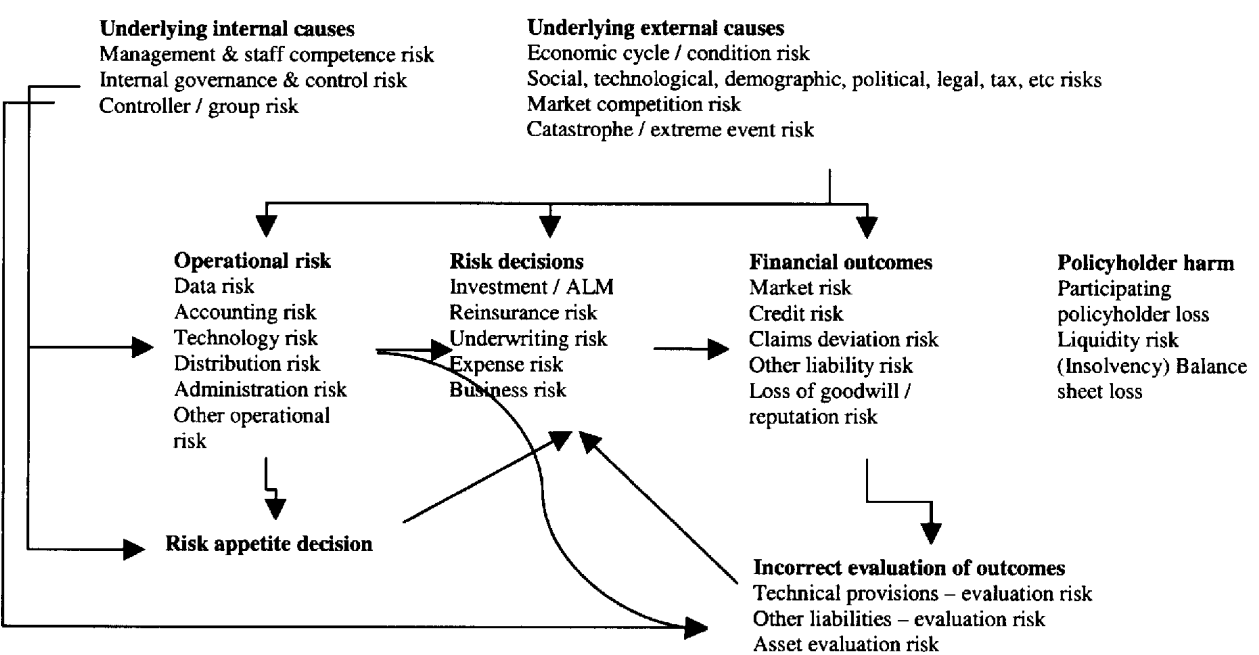 Underlying internal causes
Management & staff competence risk
Internal governance & control risk
Controller / group risk
Underlying external causes
Economic cycle / condition risk
Social, technological, demographic, political, legal, tax, etc risks
Market competition risk
Catastrophe / extreme event risk
Operational risk
Data risk
Accounting risk
Technology risk
Distribution risk
Administration risk
Other operational
risk
Risk decisions
Investment / ALM
Reinsurance risk
Underwriting risk
Expense risk
Business risk
Financial outcomes
Market risk
Credit risk
Claims deviation risk
Other liability risk
Loss of goodwill /
reputation risk
Policyholder harm
Participating
policyholder loss
Liquidity risk
(Insolvency) Balance
sheet loss
Risk appetite decision
Incorrect evaluation of outcomes
Technical provisions – evaluation risk
Other liabilities – evaluation risk
Asset evaluation risk